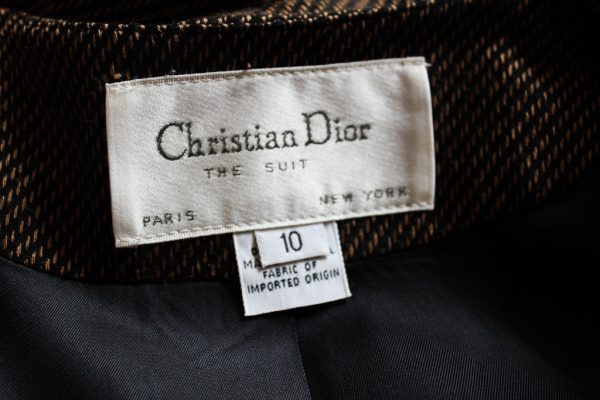 Christian Dior
THE SUIT
PARIS
NEW YORK
10
FABRIC OF
IMPORTED ORIGIN